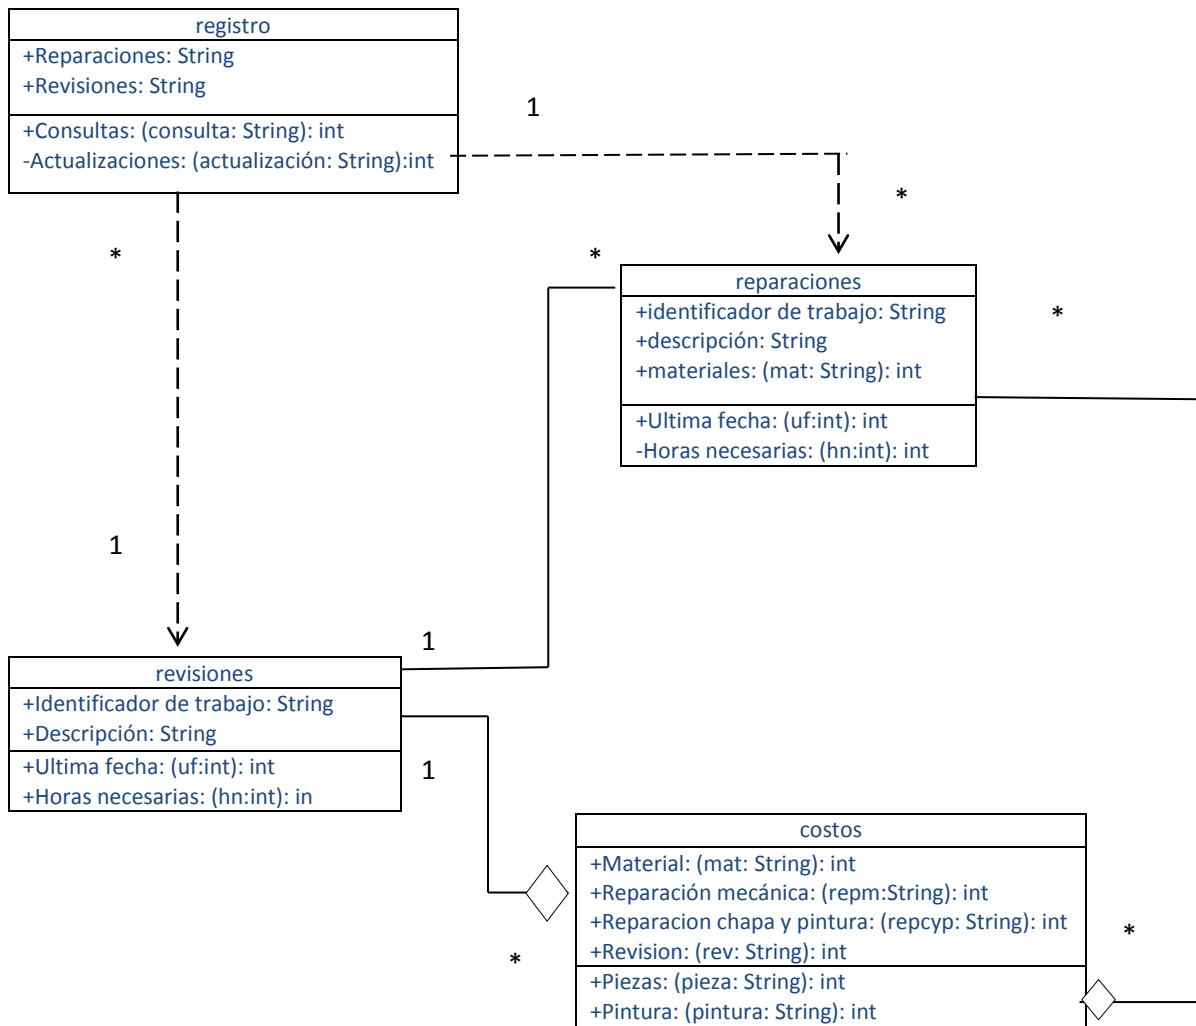 registro
+Reparaciones: String
+Revisiones: String
+Consultas: (consulta: String): int
-Actualizaciones: (actualización: String):int
1
*
*
1
*
reparaciones
+identificador de trabajo: String
+descripción: String
+materiales: (mat: String): int
+Ultima fecha: (uf:int): int
-Horas necesarias: (hn:int): int
*
1
revisiones
+Identificador de trabajo: String
+Descripción: String
+Ultima fecha: (uf:int): int
+Horas necesarias: (hn:int): in
1
*
costos
+Material: (mat: String): int
+Reparación mecánica: (repm:String): int
+Reparacion chapa y pintura: (repcyp: String): int
+Revision: (rev: String): int
+Piezas: (pieza: String): int
+Pintura: (pintura: String): int
*